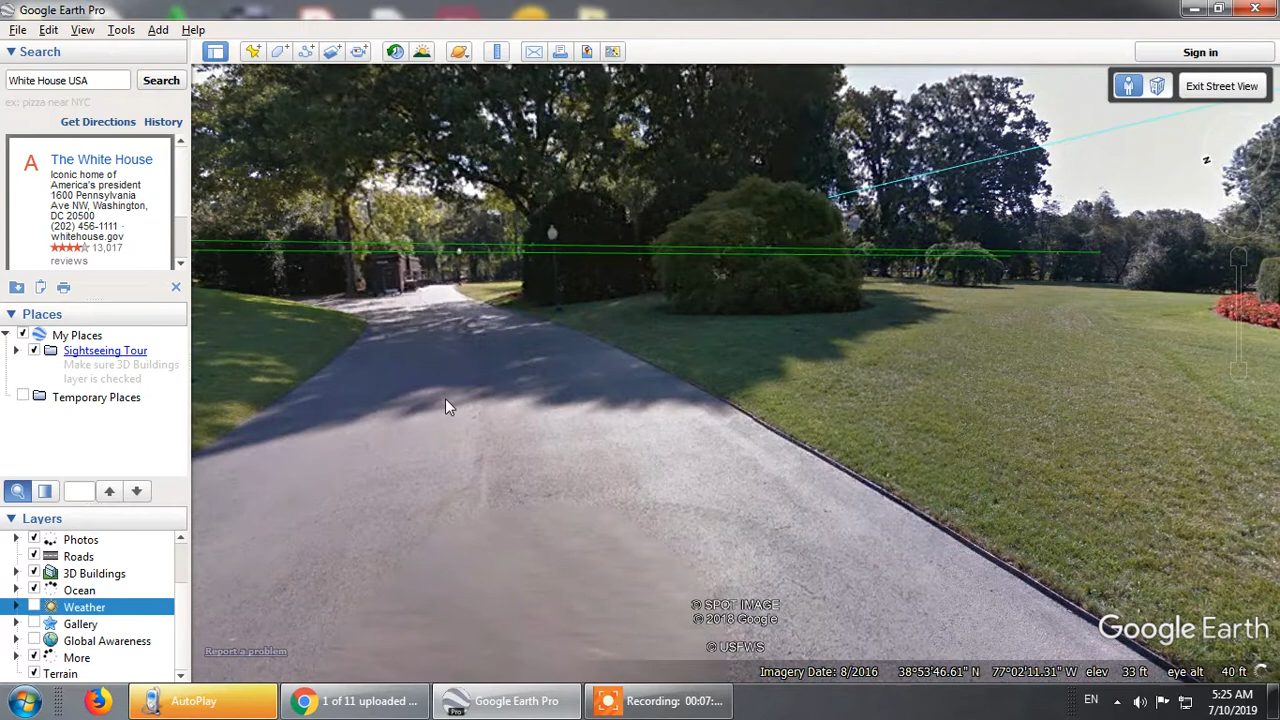 Google Earth Pro
File Edit View Tools Add Help
Search
Sign in
White House USA
Search
ex: pizza near NYC
Get Directions History
A
The White House
Iconic home of
America's president
1600 Pennsylvania
Ave NW, Washington,
DC 20500
(202) 456-1111 ·
whitehouse.gov
13,017
reviews
Exit Street View
N
Places
My Places
Sightseeing Tour
Make sure 3D Buildings
layer is checked
Temporary Places
Layers
Photos
Roads
3D Buildings
Ocean
Weather
Gallery
Global Awareness
More
Terrain
© SPOT IMAGE
© 2018 Google
© USFWS
Google Earth
Report a problem
Imagery Date: 8/2016 38°53'46.61" N 77°02'11.31" W elev 33 ft eye alt 40 ft
AutoPlay
1 of 11 uploaded ...
Pro
Google Earth Pro
Recording: 00:07:...
EN
5:25 AM
7/10/2019